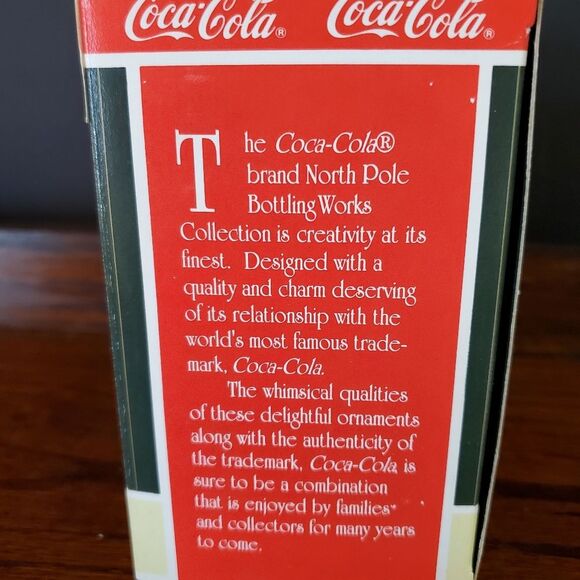 Coca-Cola® Coca-Cola®
The Coca-Cola®
brand North Pole
Bottling Works
Collection is creativity at its
finest. Designed with a
quality and charm deserving
of its relationship with the
world's most famous trade-
mark, Coca-Cola.
The whimsical qualities
of these delightful ornaments
along with the authenticity of
the trademark, Coca-Cola, is
sure to be a combination
that is enjoyed by families
and collectors for many years
to come.